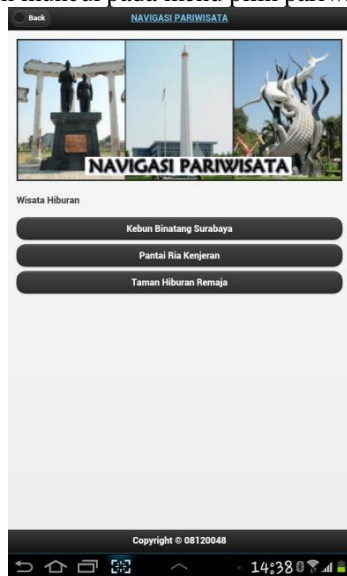 Back
NAVIGASI PARIWISATA
NAVIGASI PARIWISATA
Wisata Hiburan
Kebun Binatang Surabaya
Pantai Ria Kenjeran
Taman Hiburan Remaja
Copyright © 08120048
14:38